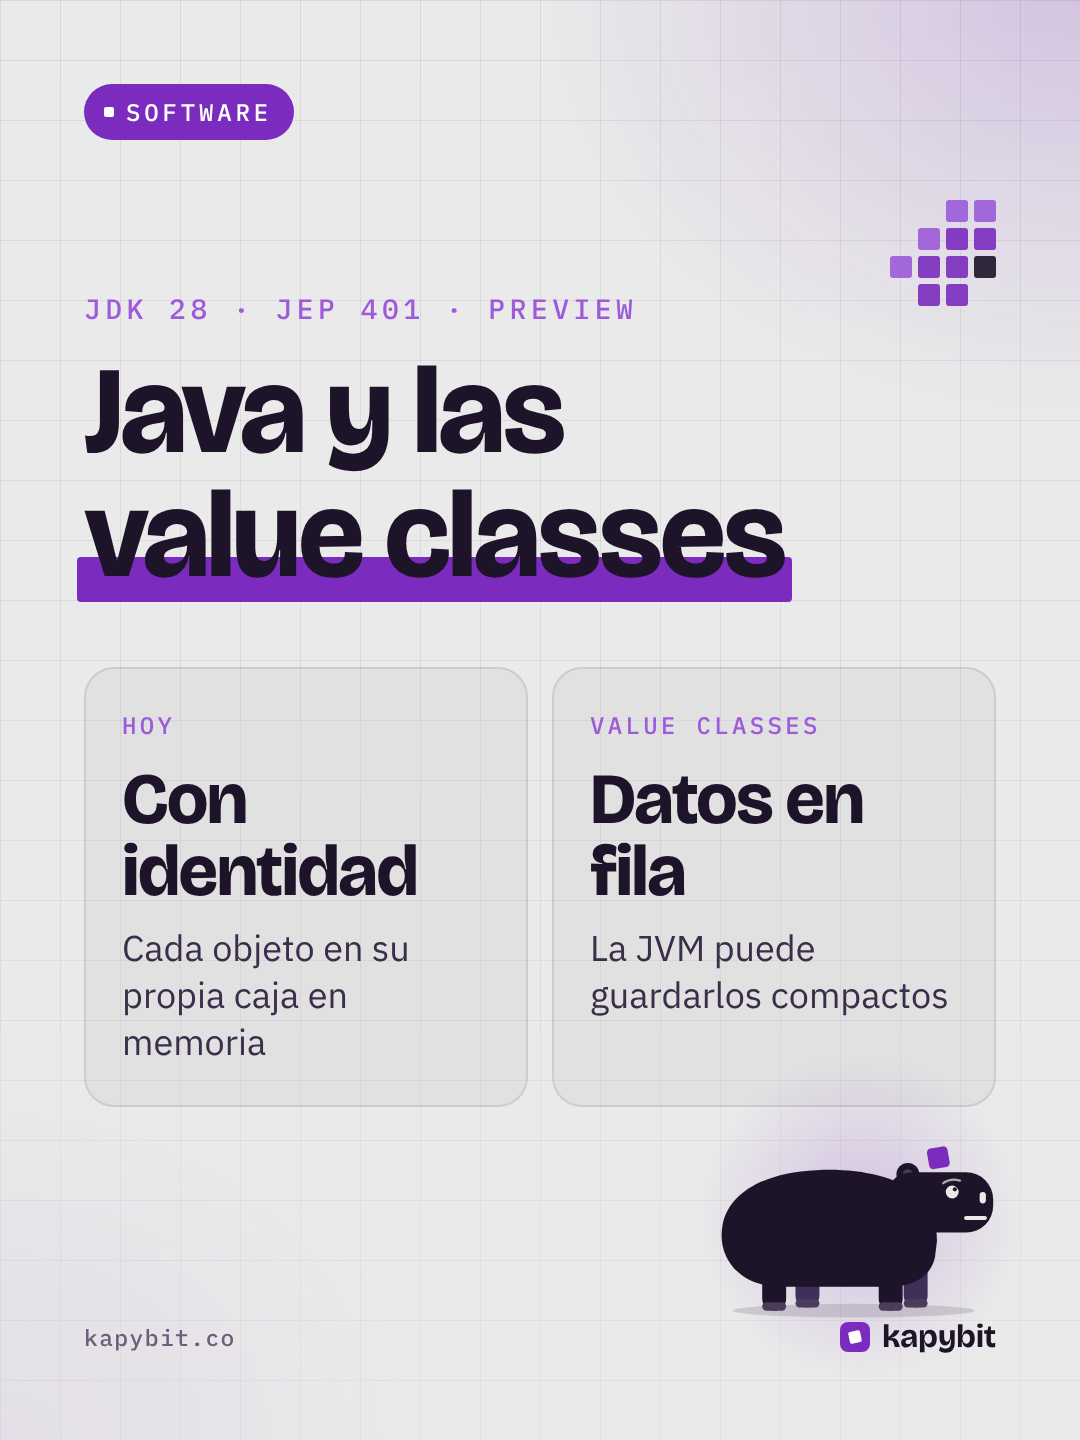 SOFTWARE
JDK 28 · JEP 401 · PREVIEW
Java y las
value classes
HOY
Con
identidad
Cada objeto en su
propia caja en
memoria
VALUE CLASSES
Datos en
fila
La JVM puede
guardarlos compactos
kapybit.co
kapybit